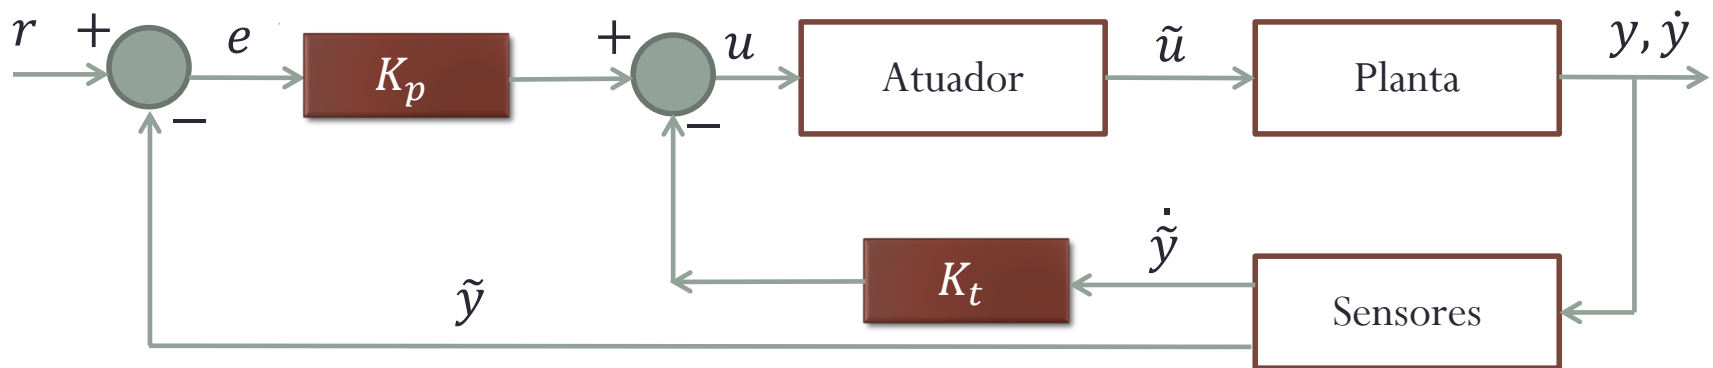 r + e K_p + u Atuador ũ Planta y, ẏ
− −
ỹ K_t ỹ̇ Sensores